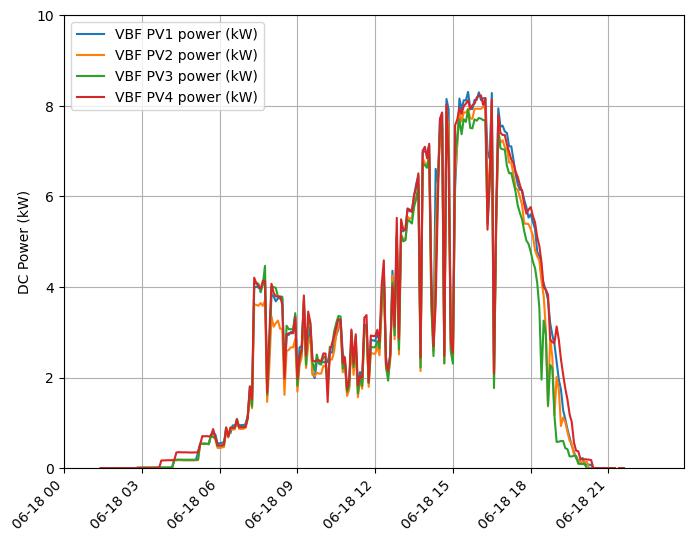 10
8
6
4
2
0
DC Power (kW)
VBF PV1 power (kW)
VBF PV2 power (kW)
VBF PV3 power (kW)
VBF PV4 power (kW)
06-18 00
06-18 03
06-18 06
06-18 09
06-18 12
06-18 15
06-18 18
06-18 21